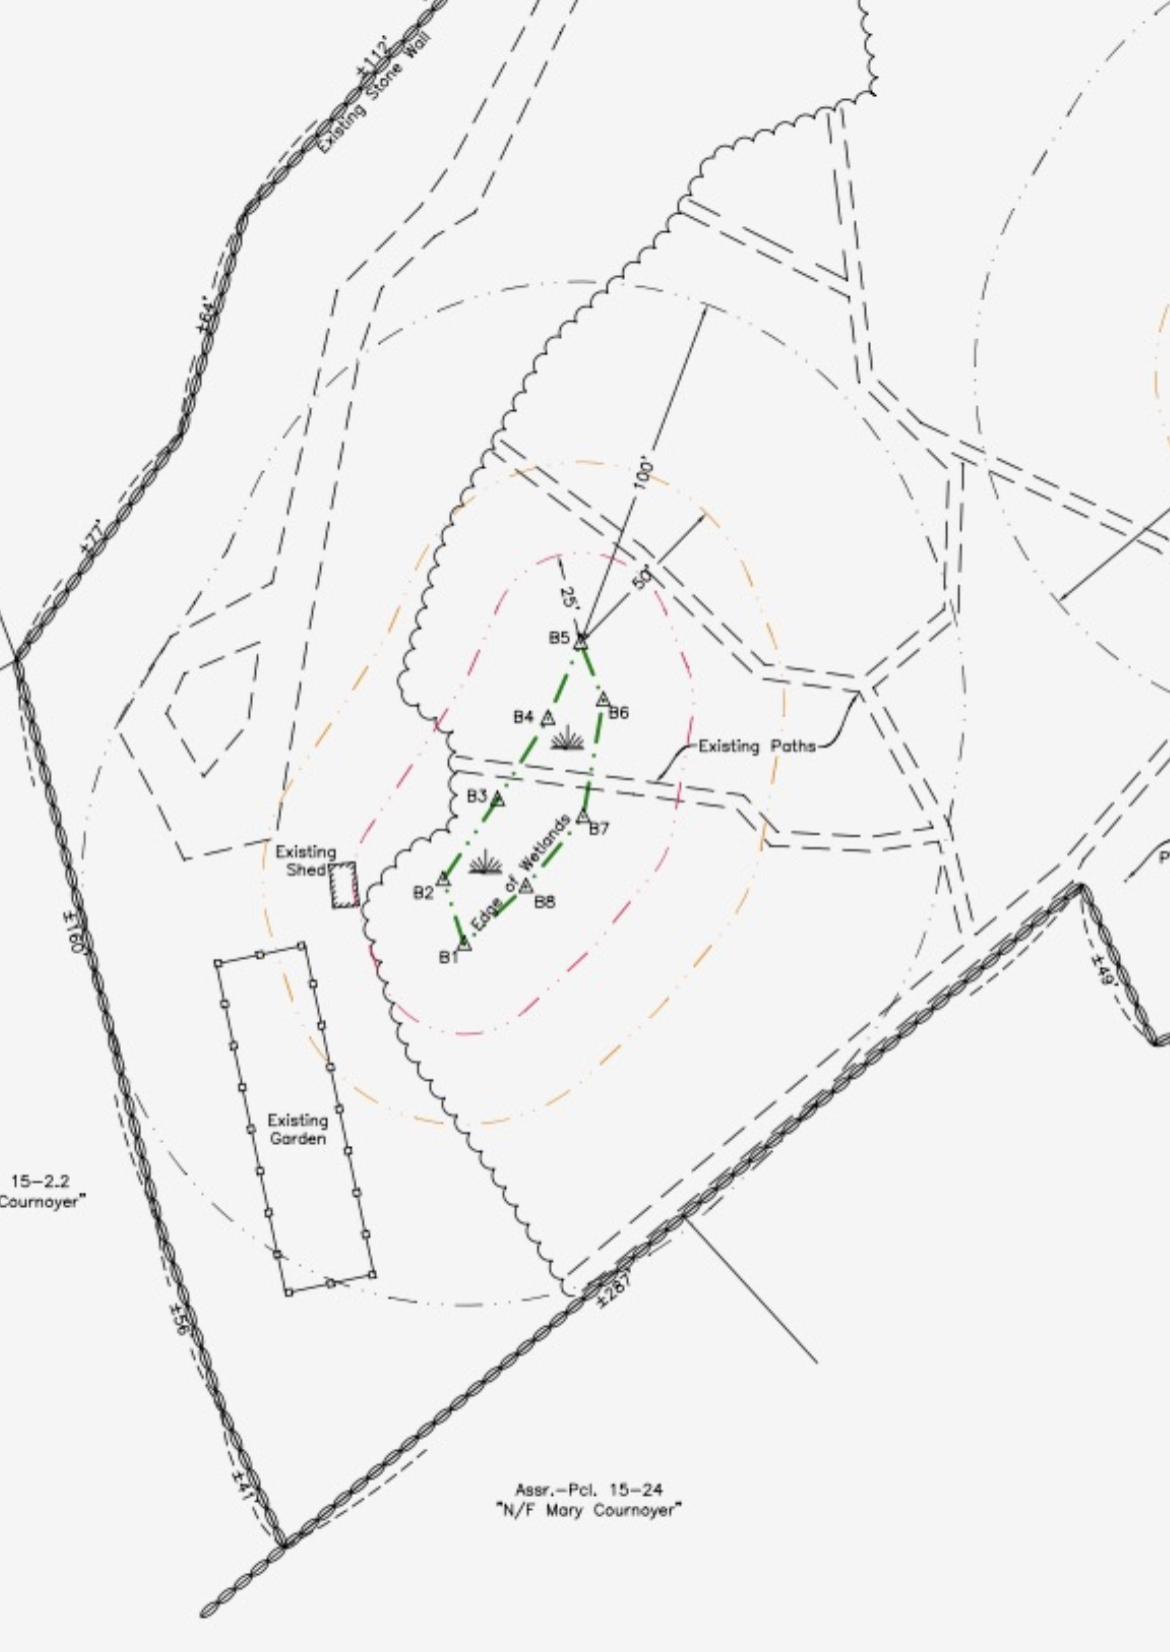 ±112'
Existing Stone Wall
±64'
±77'
100'
50'
25'
B5
B4
B6
Existing Paths
B3
B7
Existing
Shed
B2
Edge of Wetlands
B8
B1
±160'
±49'
P
Existing
Garden
15-2.2
Cournoyer"
±287'
±56'
±41'
Assr.-Pcl. 15-24
"N/F Mary Cournoyer"